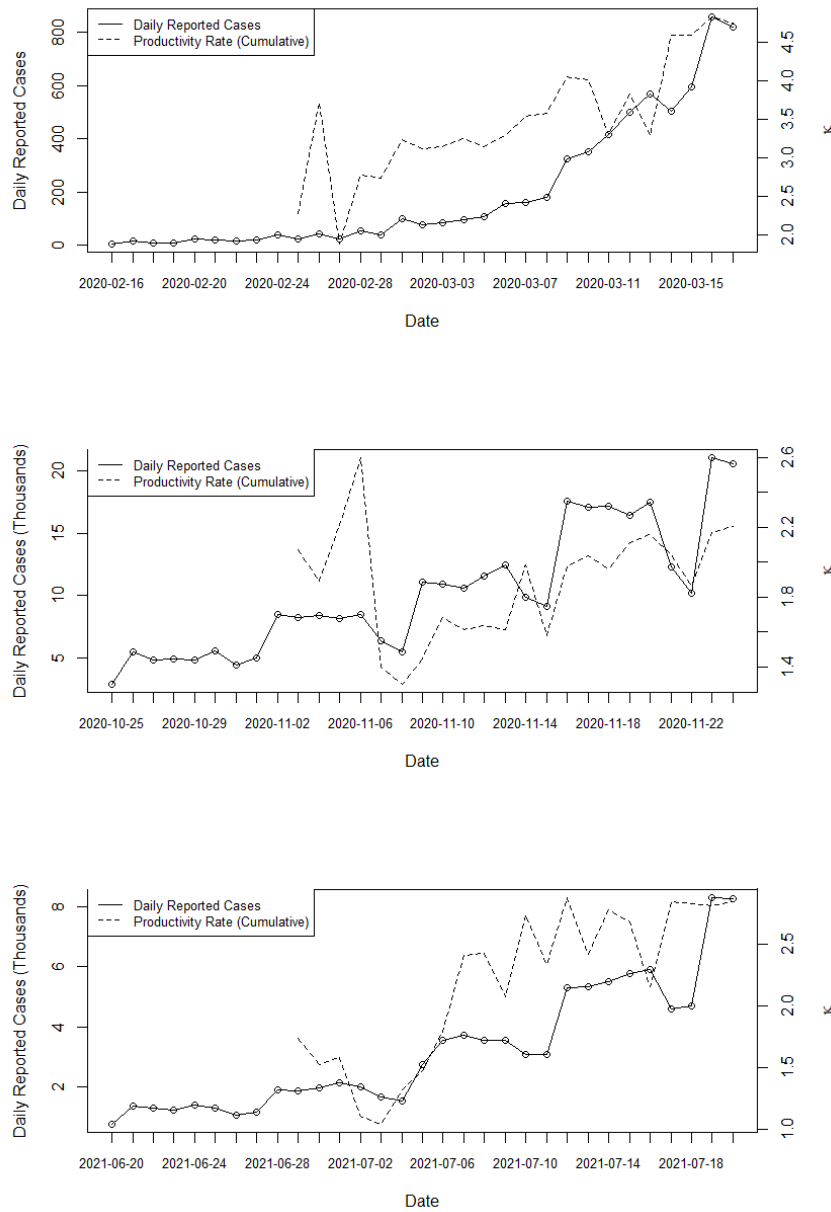 Daily Reported Cases
Productivity Rate (Cumulative)
Daily Reported Cases
0 200 400 600 800
2.0 2.5 3.0 3.5 4.0 4.5
κ
2020-02-16 2020-02-20 2020-02-24 2020-02-28 2020-03-03 2020-03-07 2020-03-11 2020-03-15
Date
Daily Reported Cases
Productivity Rate (Cumulative)
Daily Reported Cases (Thousands)
5 10 15 20
1.4 1.8 2.2 2.6
κ
2020-10-25 2020-10-29 2020-11-02 2020-11-06 2020-11-10 2020-11-14 2020-11-18 2020-11-22
Date
Daily Reported Cases
Productivity Rate (Cumulative)
Daily Reported Cases (Thousands)
2 4 6 8
1.0 1.5 2.0 2.5
κ
2021-06-20 2021-06-24 2021-06-28 2021-07-02 2021-07-06 2021-07-10 2021-07-14 2021-07-18
Date